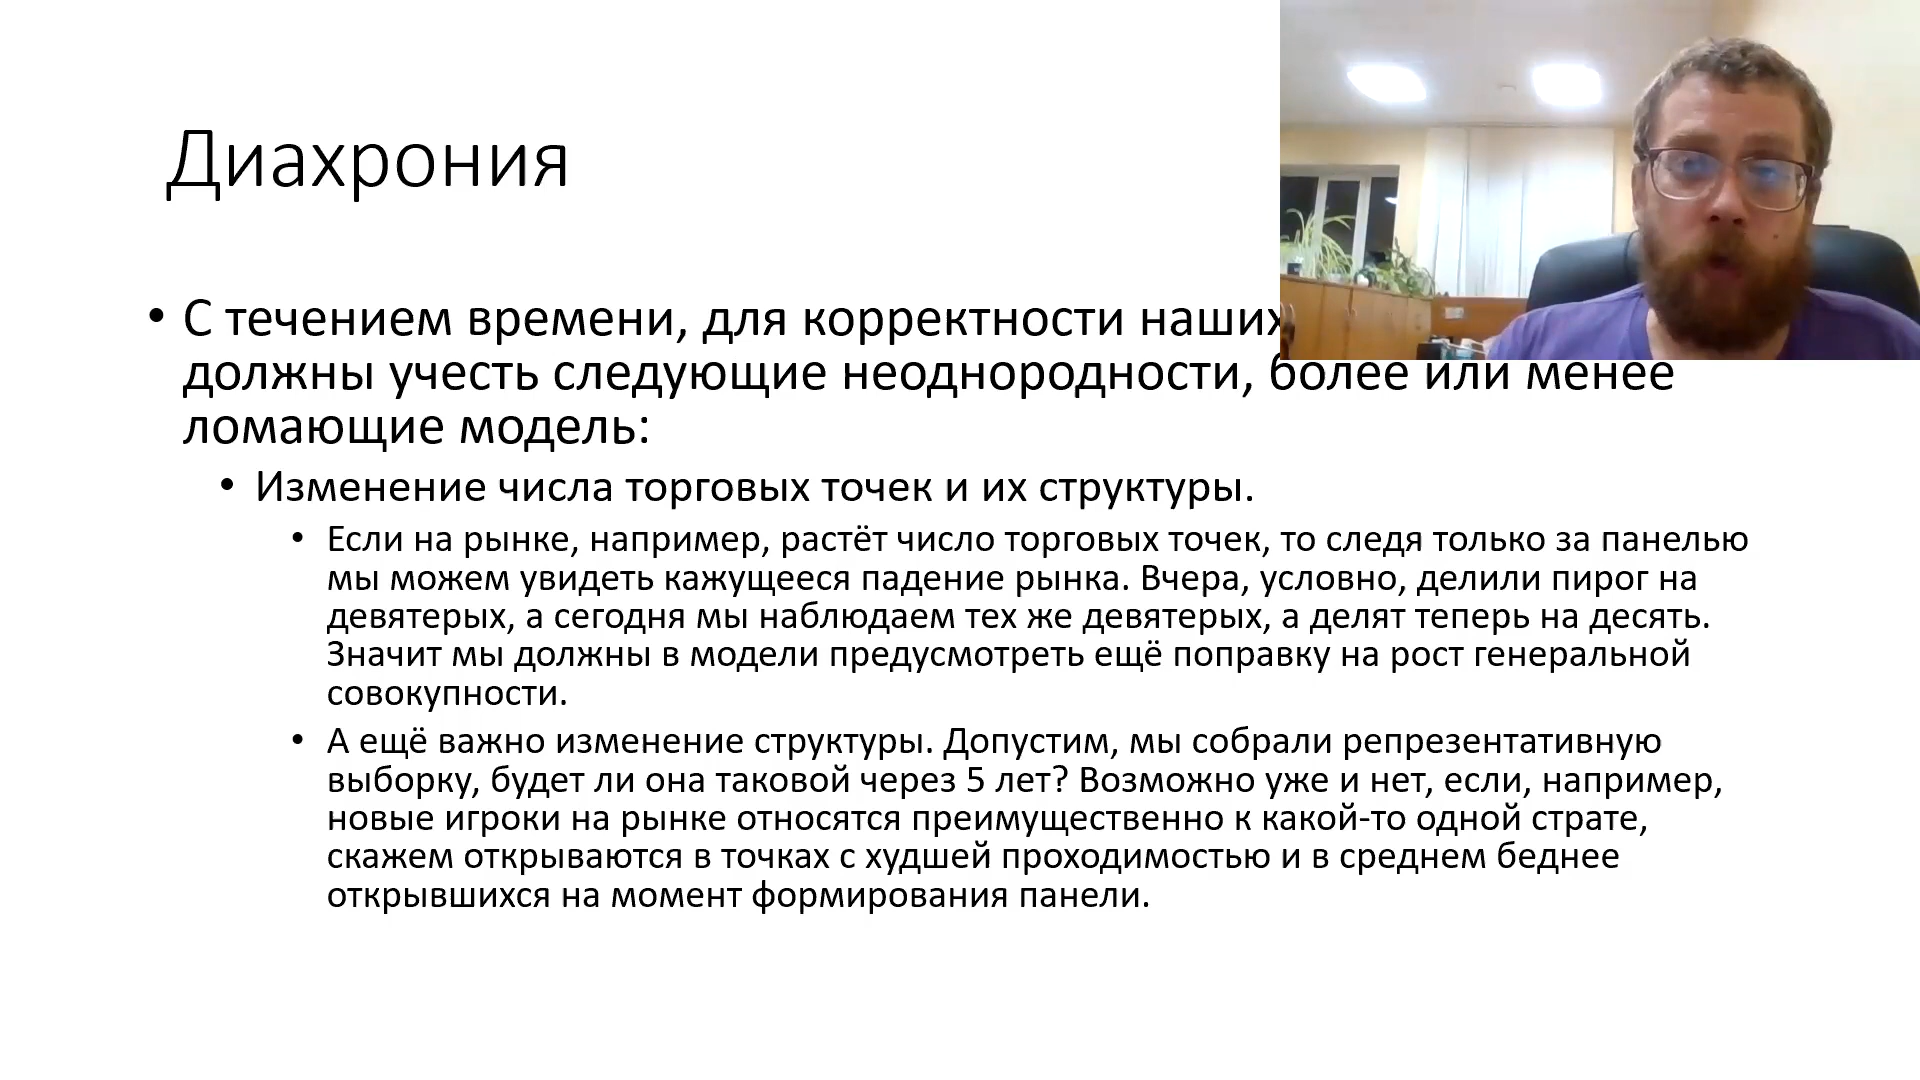 Диахрония
• С течением времени, для корректности наших
должны учесть следующие неоднородности, более или менее
ломающие модель:
• Изменение числа торговых точек и их структуры.
• Если на рынке, например, растёт число торговых точек, то следя только за панелью
мы можем увидеть кажущееся падение рынка. Вчера, условно, делили пирог на
девятерых, а сегодня мы наблюдаем тех же девятерых, а делят теперь на десять.
Значит мы должны в модели предусмотреть ещё поправку на рост генеральной
совокупности.
• А ещё важно изменение структуры. Допустим, мы собрали репрезентативную
выборку, будет ли она таковой через 5 лет? Возможно уже и нет, если, например,
новые игроки на рынке относятся преимущественно к какой-то одной страте,
скажем открываются в точках с худшей проходимостью и в среднем беднее
открывшихся на момент формирования панели.